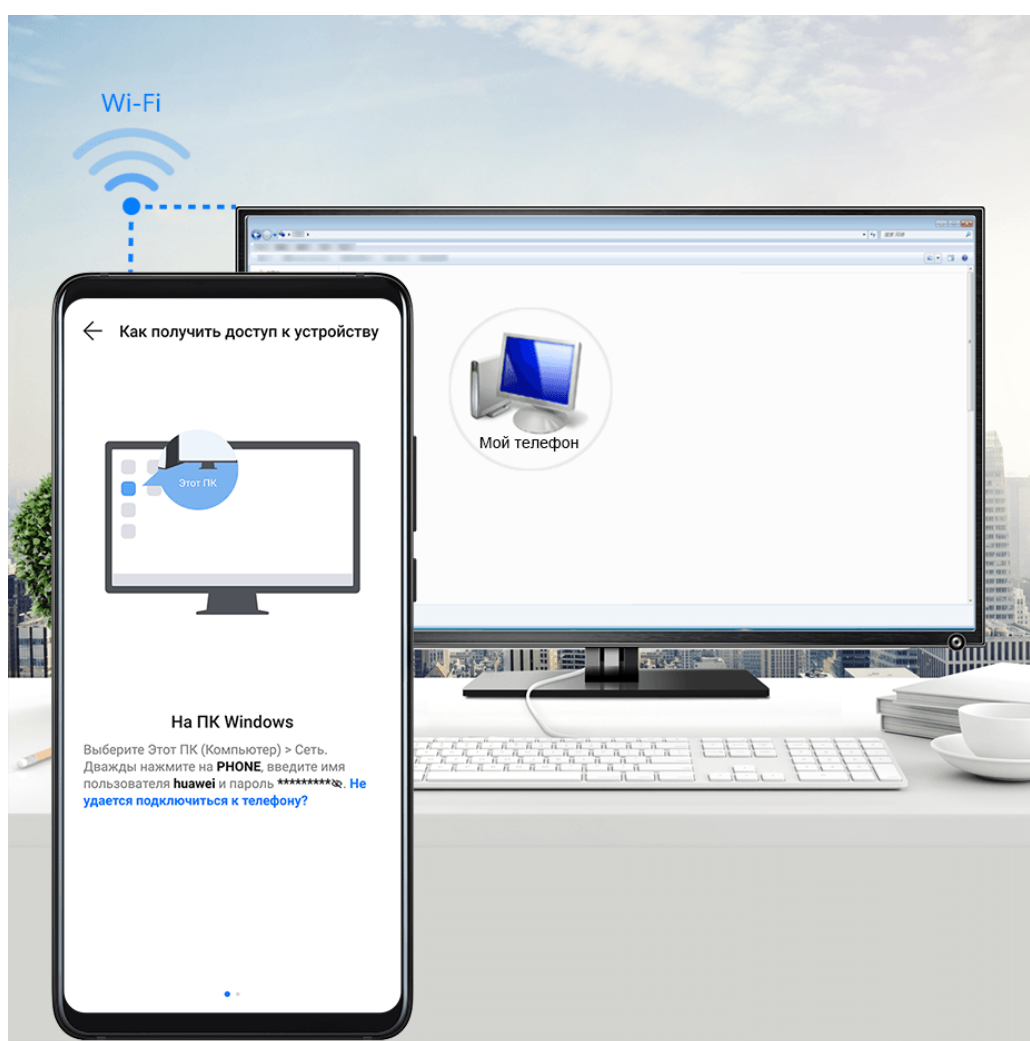 Wi-Fi
Как получить доступ к устройству
Мой телефон
Этот ПК
На ПК Windows
Выберите Этот ПК (Компьютер) > Сеть.
Дважды нажмите на PHONE, введите имя
пользователя huawei и пароль *********. Не
удается подключиться к телефону?